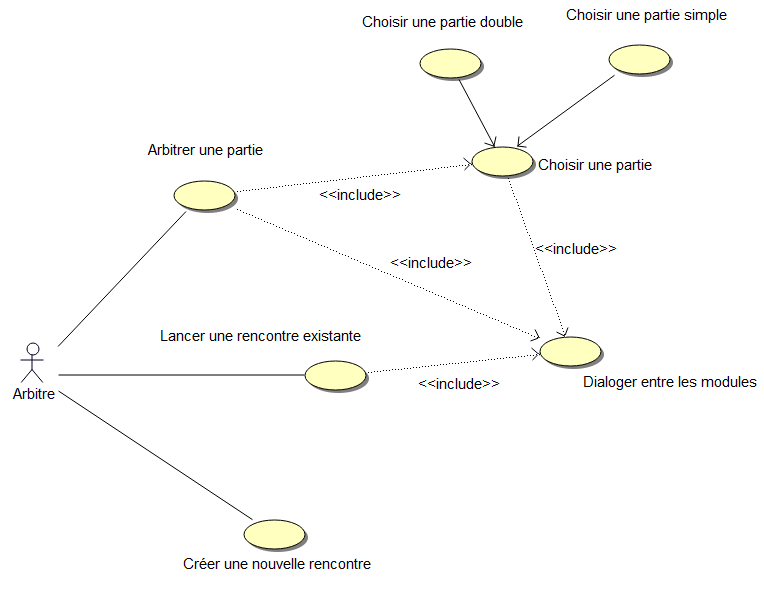 Choisir une partie double
Choisir une partie simple
Arbitrer une partie
Choisir une partie
<<include>>
<<include>>
<<include>>
Lancer une rencontre existante
Dialoger entre les modules
<<include>>
Arbitre
Créer une nouvelle rencontre